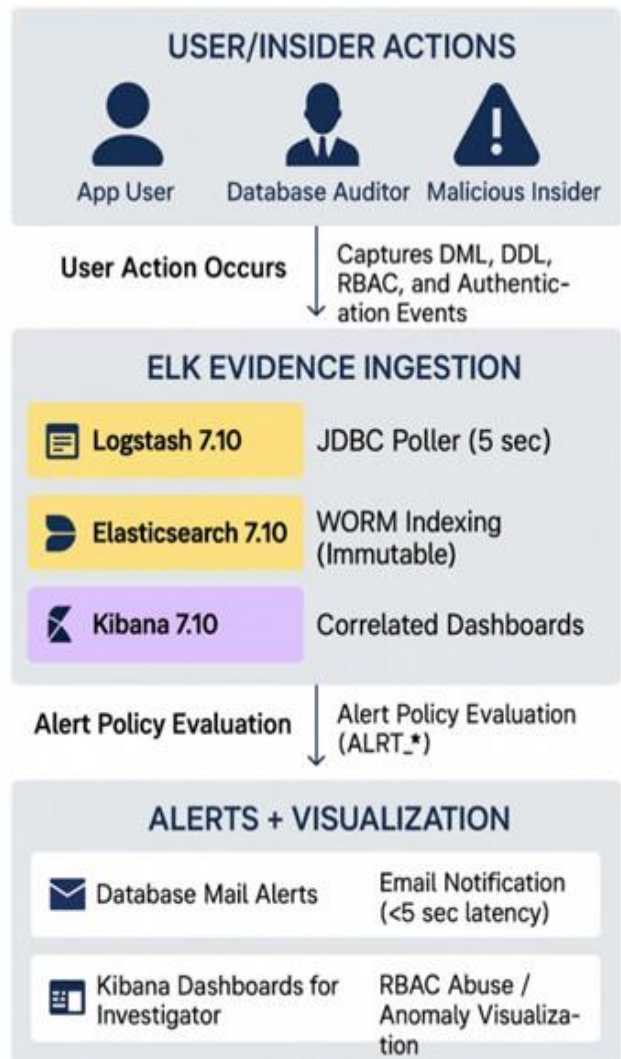 USER/INSIDER ACTIONS
App User
Database Auditor
Malicious Insider
User Action Occurs
Captures DML, DDL,
RBAC, and Authentic-
ation Events
ELK EVIDENCE INGESTION
Logstash 7.10
JDBC Poller (5 sec)
Elasticsearch 7.10
WORM Indexing
(Immutable)
Kibana 7.10
Correlated Dashboards
Alert Policy Evaluation
Alert Policy Evaluation
(ALRT_*)
ALERTS + VISUALIZATION
Database Mail Alerts
Email Notification
(<5 sec latency)
Kibana Dashboards for
Investigator
RBAC Abuse /
Anomaly Visualiza-
tion